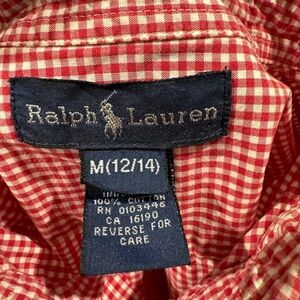 Ralph Lauren
M(12/14)
100% COTTON
RN 0103446
CA 16190
REVERSE FOR
CARE